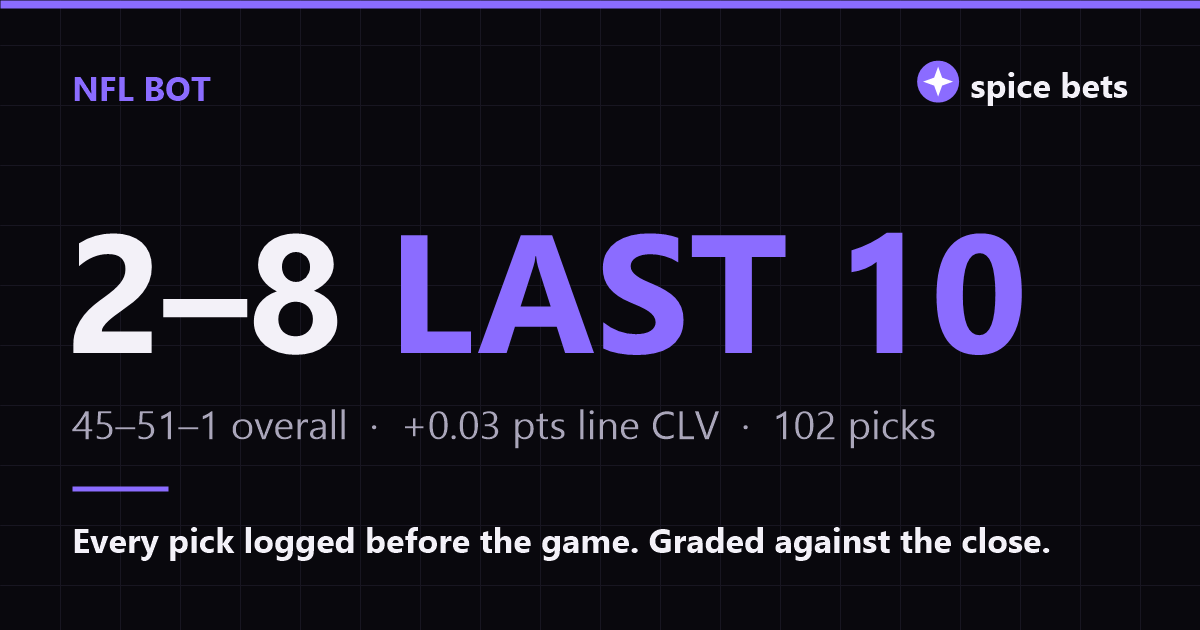 NFL BOT
spice bets
2–8 LAST 10
45–51–1 overall · +0.03 pts line CLV · 102 picks
Every pick logged before the game. Graded against the close.